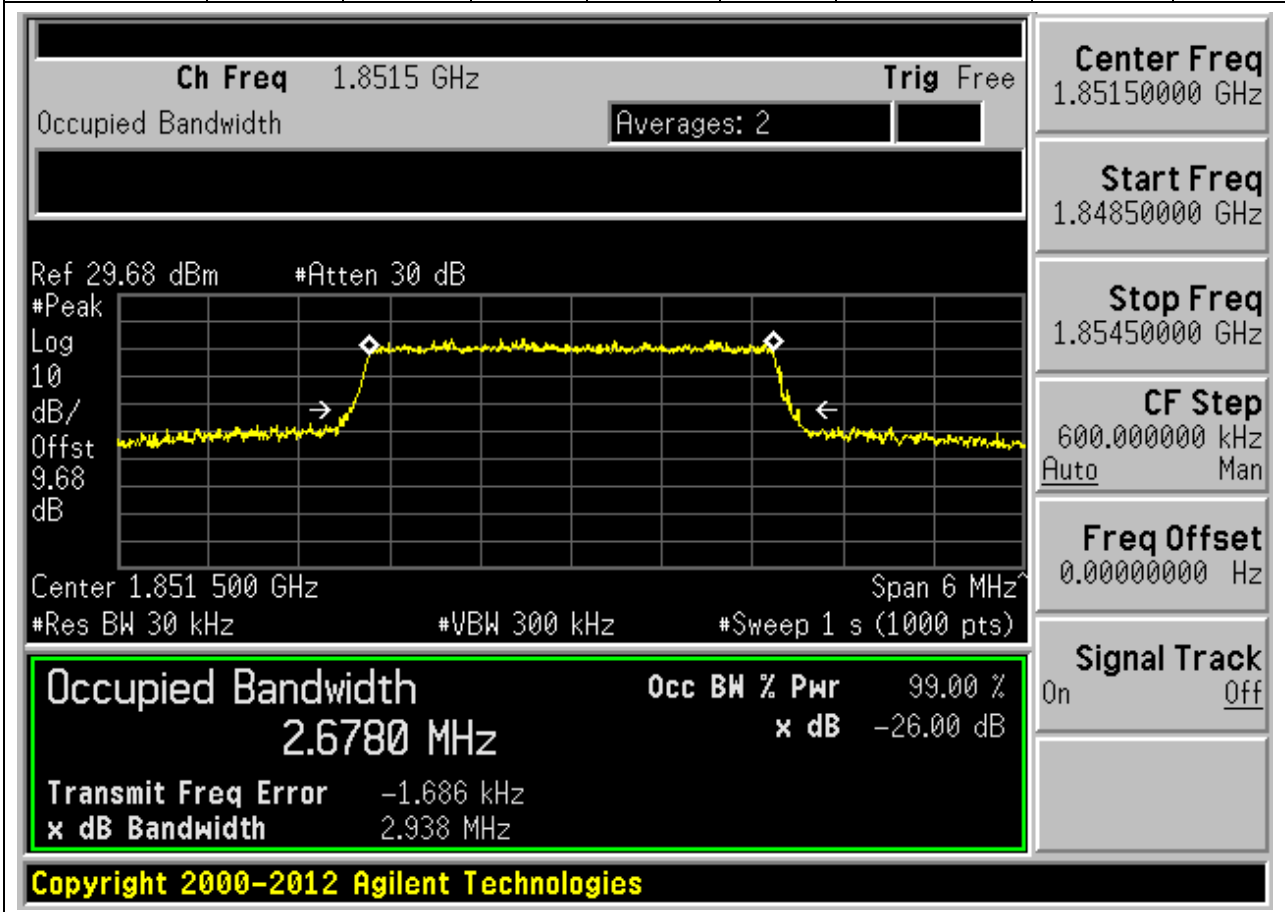 Ch Freq 1.8515 GHz Trig Free
Occupied Bandwidth Averages: 2
Ref 29.68 dBm #Atten 30 dB
#Peak
Log
10
dB/
Offst
9.68
dB
Center 1.851 500 GHz Span 6 MHz^
#Res BW 30 kHz #VBW 300 kHz #Sweep 1 s (1000 pts)
Occupied Bandwidth Occ BW % Pwr 99.00 %
2.6780 MHz x dB -26.00 dB
Transmit Freq Error -1.686 kHz
x dB Bandwidth 2.938 MHz
Copyright 2000-2012 Agilent Technologies
Center Freq
1.85150000 GHz
Start Freq
1.84850000 GHz
Stop Freq
1.85450000 GHz
CF Step
600.000000 kHz
Auto Man
Freq Offset
0.00000000 Hz
Signal Track
On Off